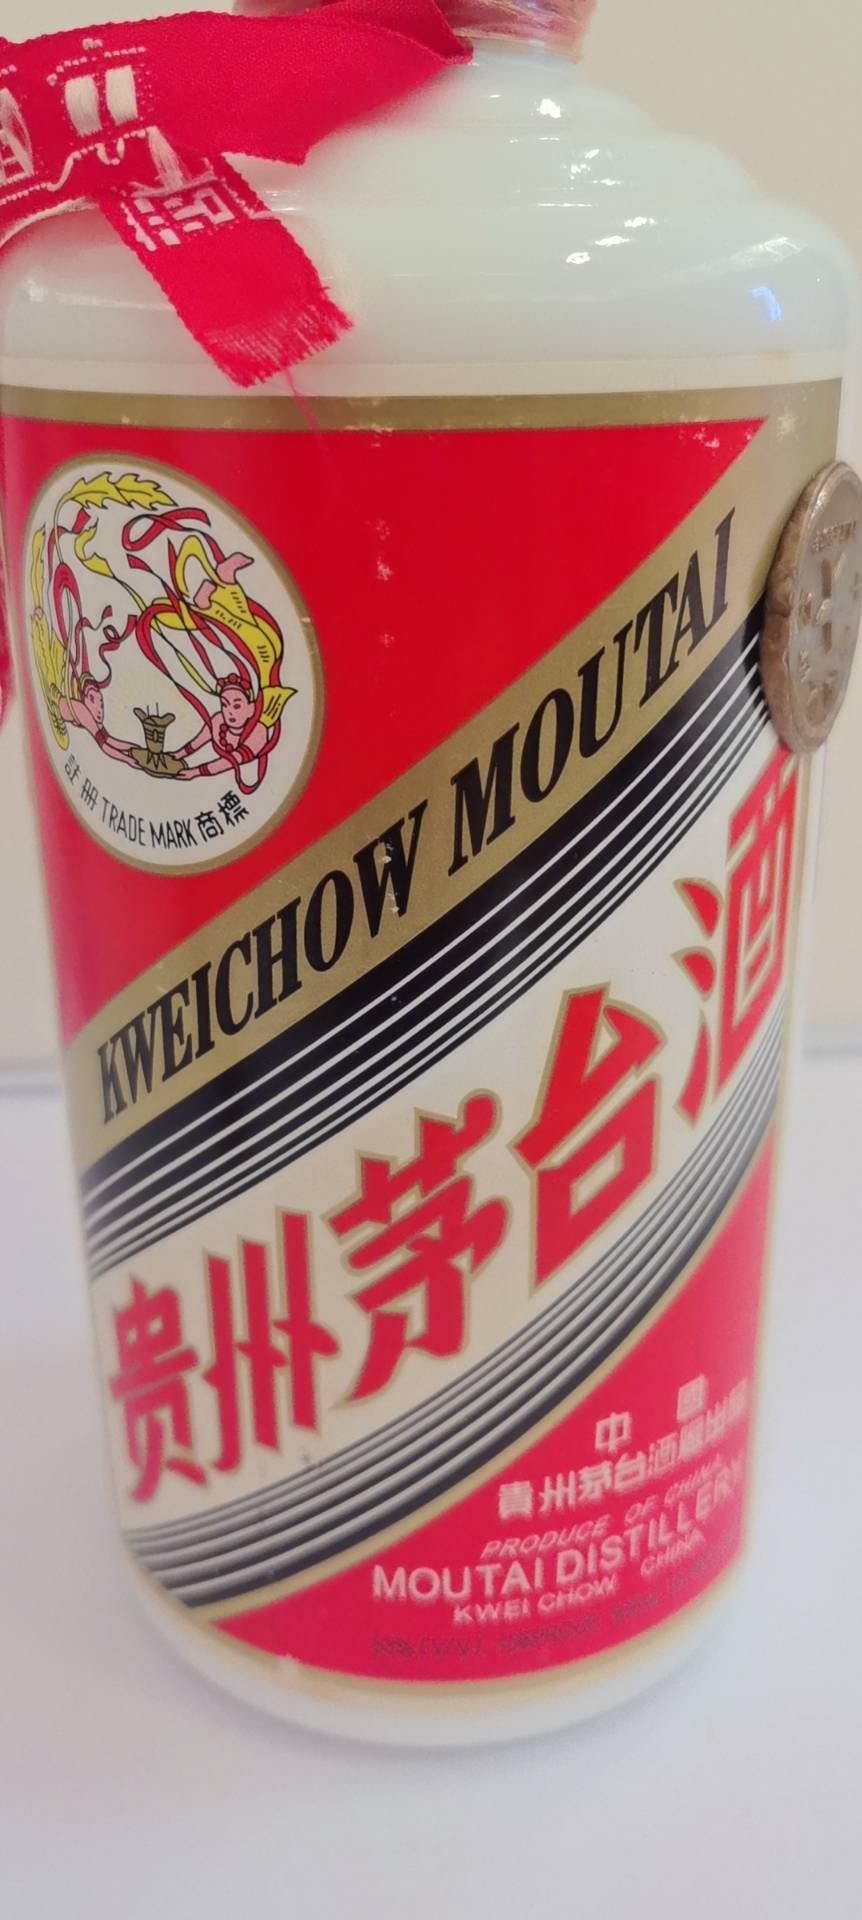 註册 TRADE MARK 商標
KWEICHOW MOUTAI
贵州茅台酒
中國
貴州茅台酒廠出品
PRODUCE OF CHINA
MOUTAI DISTILLERY
KWEI CHOW CHINA
53% (V/V)